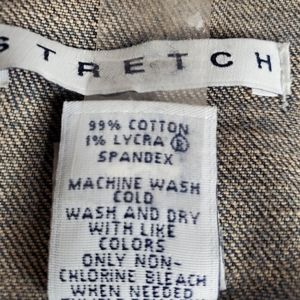 STRETCH
99% COTTON
1% LYCRA ®
SPANDEX
MACHINE WASH
COLD
WASH AND DRY
WITH LIKE
COLORS
ONLY NON-
CHLORINE BLEACH
WHEN NEEDED